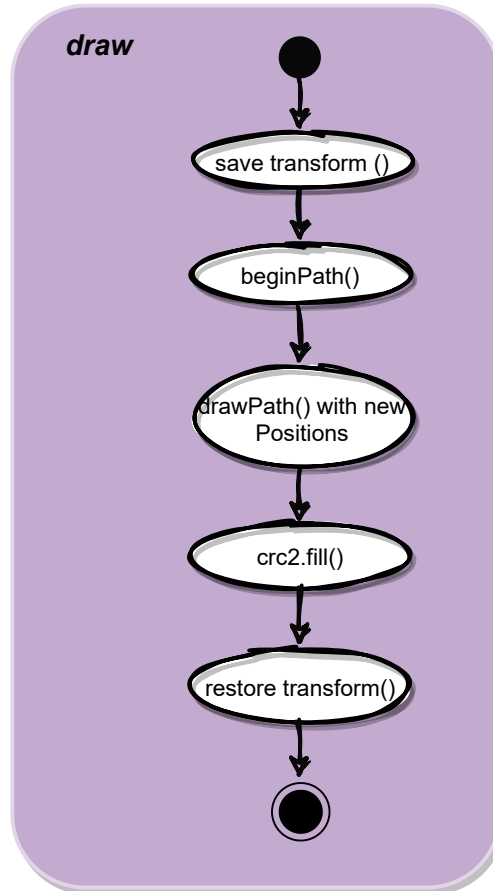 draw
save transform ()
beginPath()
drawPath() with new
Positions
crc2.fill()
restore transform()